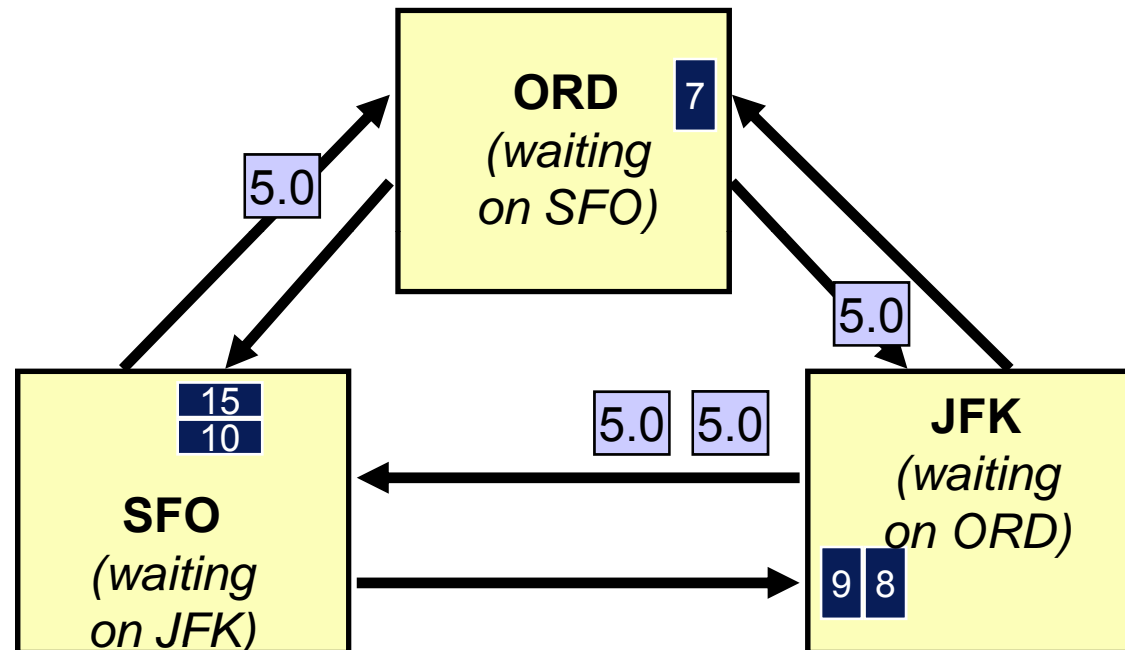 ORD
7
(waiting
on SFO)
5.0
5.0
15
10
5.0 5.0
JFK
(waiting
on ORD)
SFO
(waiting
on JFK)
9 8